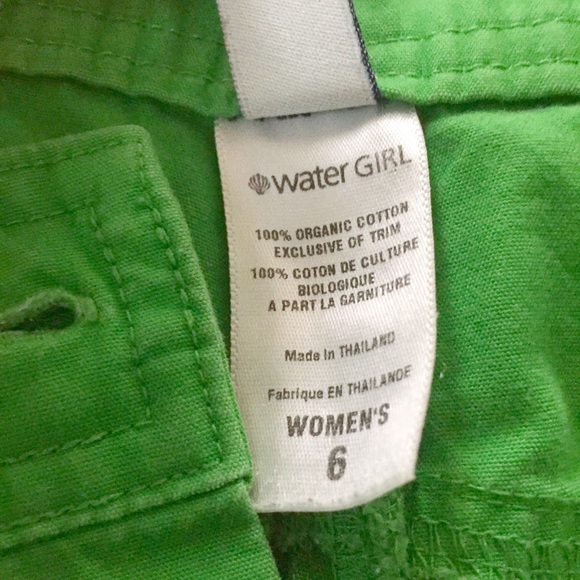 water GIRL
100% ORGANIC COTTON
EXCLUSIVE OF TRIM
100% COTON DE CULTURE
BIOLOGIQUE
A PART LA GARNITURE
Made in THAILAND
Fabrique EN THAILANDE
WOMEN'S
6